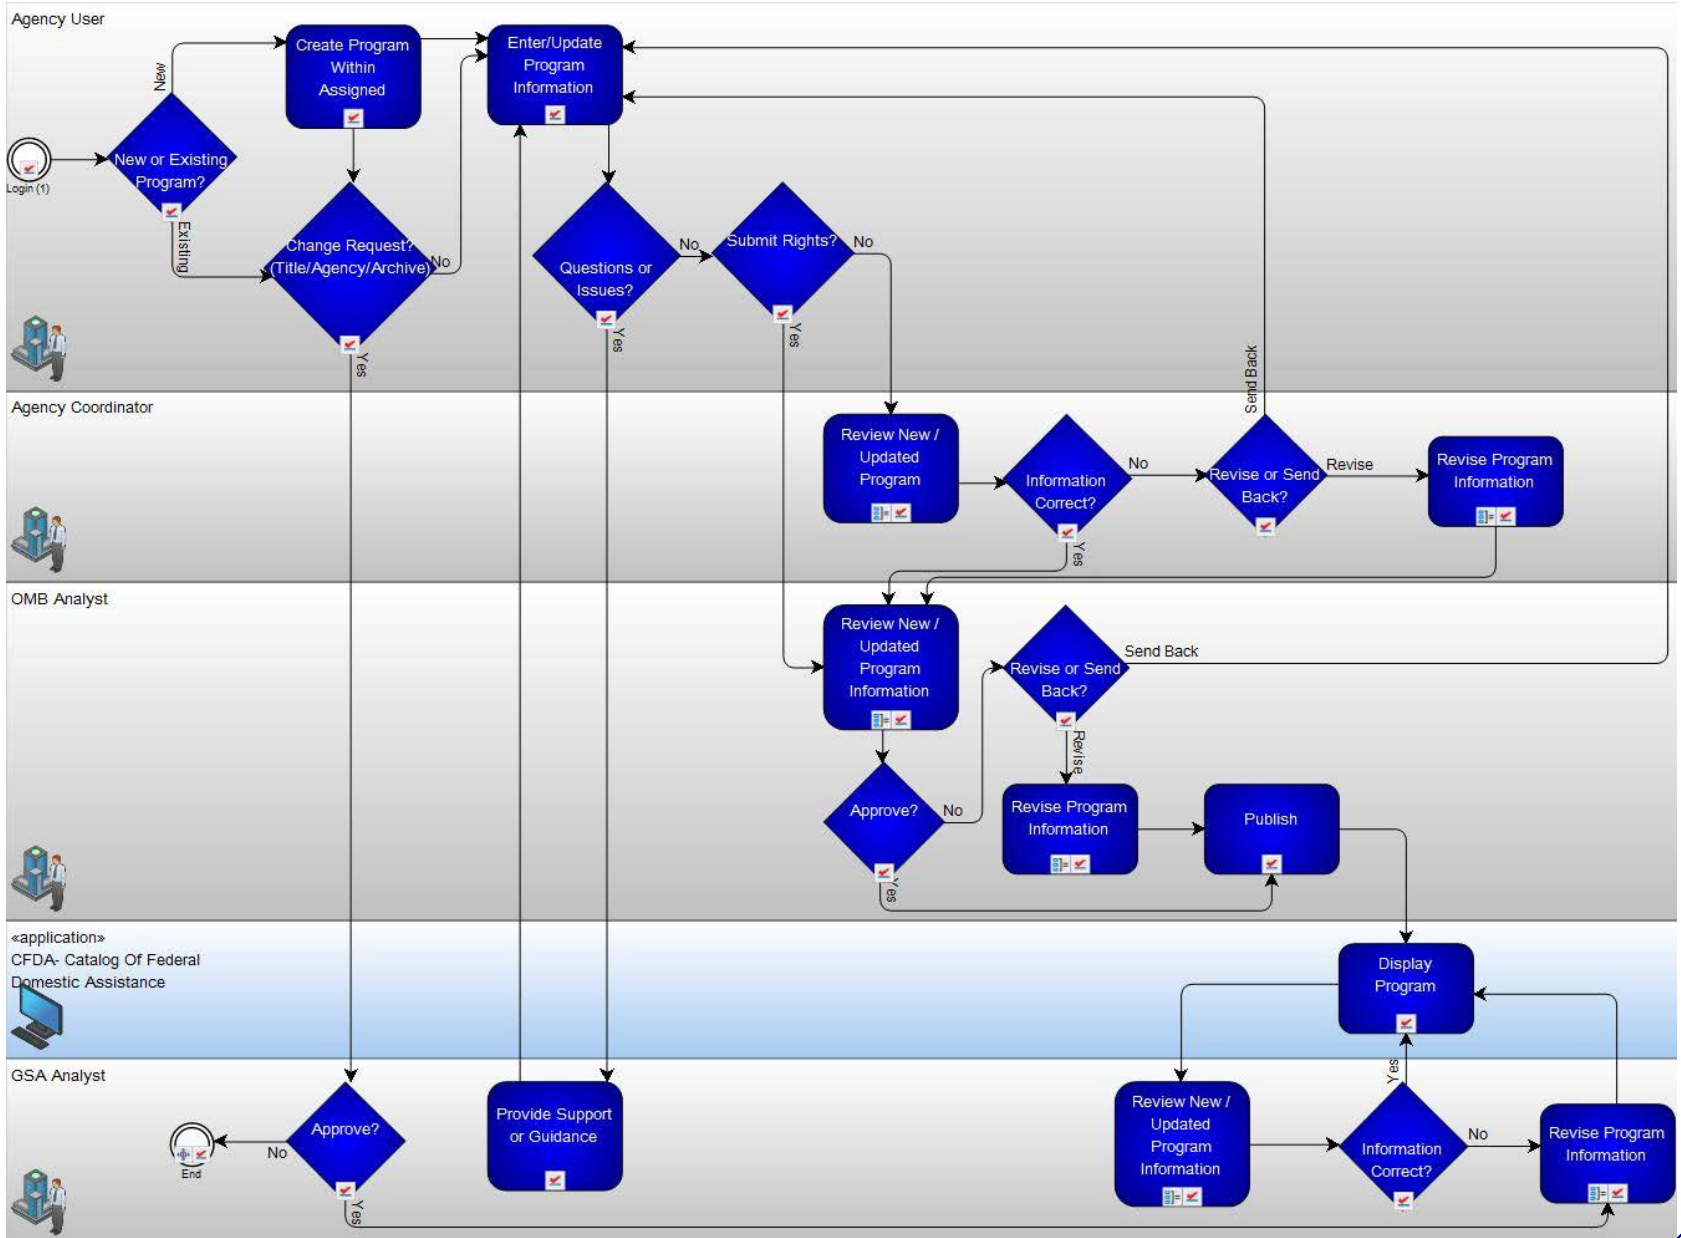 Agency User
Create Program
Within
Assigned
Enter/Update
Program
Information
New
New or Existing
Program?
Login (1)
Existing
Change Request?
(Title/Agency/Archive)
No
Yes
Questions or
Issues?
No
Yes
Submit Rights?
No
Yes
Send Back
Agency Coordinator
Review New /
Updated
Program
Information
Correct?
No
Yes
Revise or Send
Back?
Revise
Revise Program
Information
OMB Analyst
Review New /
Updated
Program
Information
Revise or Send
Back?
Send Back
Revise
Approve?
No
Yes
Revise Program
Information
Publish
«application»
CFDA- Catalog Of Federal
Domestic Assistance
Display
Program
GSA Analyst
Approve?
No
End
Yes
Provide Support
or Guidance
Review New /
Updated
Program
Information
Yes
Information
Correct?
No
Revise Program
Information